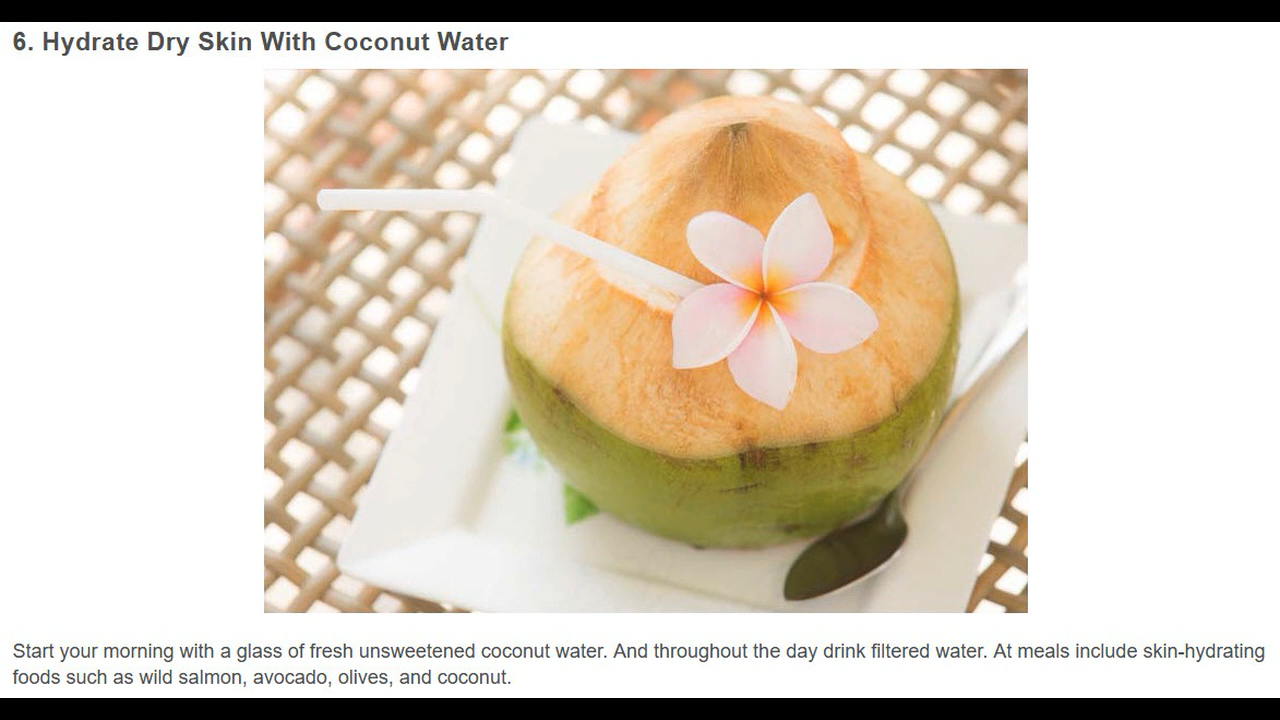 6. Hydrate Dry Skin With Coconut Water
Start your morning with a glass of fresh unsweetened coconut water. And throughout the day drink filtered water. At meals include skin-hydrating
foods such as wild salmon, avocado, olives, and coconut.